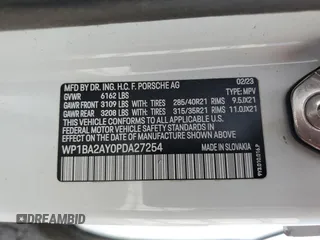 MFD BY DR. ING. H.C. F. PORSCHE AG 02/23
GVWR 6162 LBS TYPE: MPV
GAWR FRONT 3109 LBS WITH TIRES 285/40R21 WITH RIMS 9.5JX21
GAWR REAR 3208 LBS WITH TIRES 315/35R21 WITH RIMS 11.0JX21
THIS VEHICLE CONFORMS TO ALL APPLICABLE U.S. FEDERAL
MOTOR VEHICLE SAFETY STANDARDS IN EFFECT ON THE
DATE OF MANUFACTURE SHOWN ABOVE.
WP1BA2AY0PDA27254 MADE IN SLOVAKIA
DREAMBID